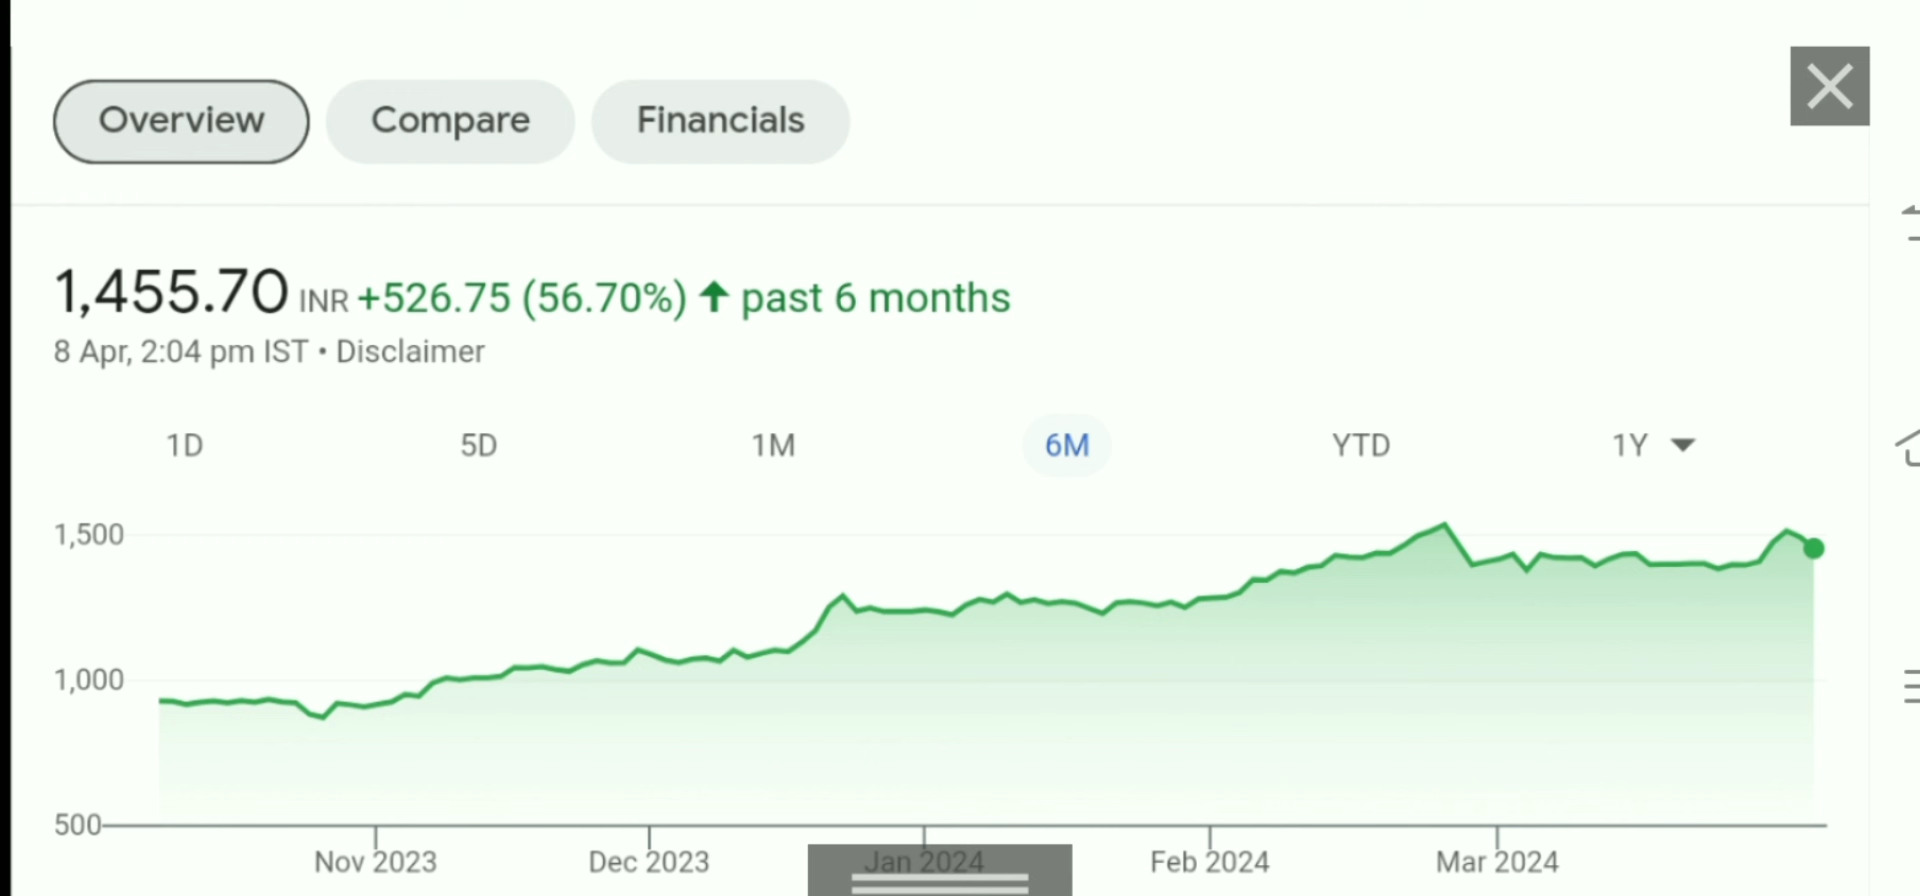 Overview Compare Financials
1,455.70 INR +526.75 (56.70%) ↑ past 6 months
8 Apr, 2:04 pm IST • Disclaimer
1D 5D 1M 6M YTD 1Y
1,500
1,000
500
Nov 2023 Dec 2023 Jan 2024 Feb 2024 Mar 2024